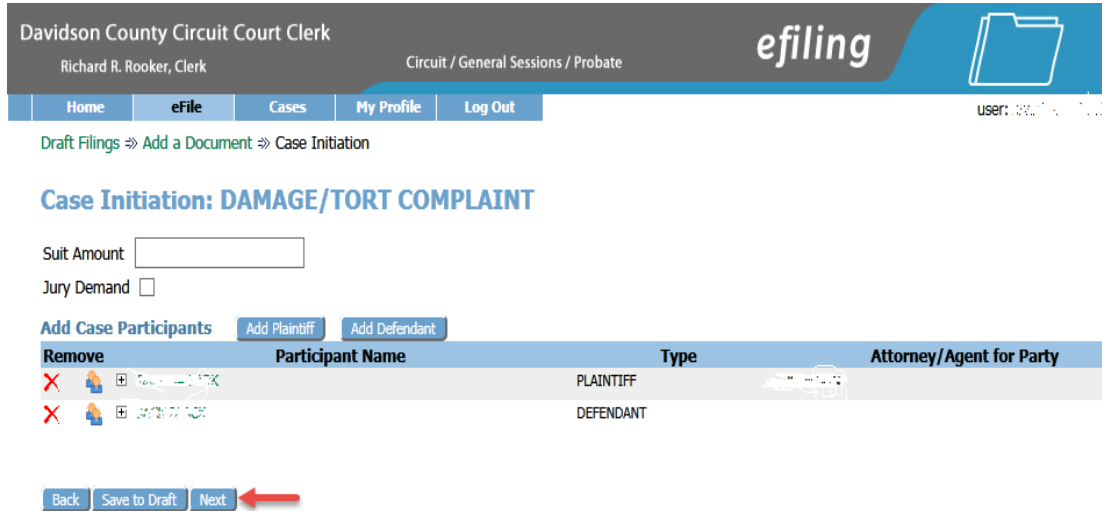 Davidson County Circuit Court Clerk
Richard R. Rooker, Clerk
Circuit / General Sessions / Probate
efiling
Home eFile Cases My Profile Log Out
user:
Draft Filings ⇒ Add a Document ⇒ Case Initiation
Case Initiation: DAMAGE/TORT COMPLAINT
Suit Amount
Jury Demand
Add Case Participants Add Plaintiff Add Defendant
Remove Participant Name Type Attorney/Agent for Party
PLAINTIFF
DEFENDANT
Back Save to Draft Next